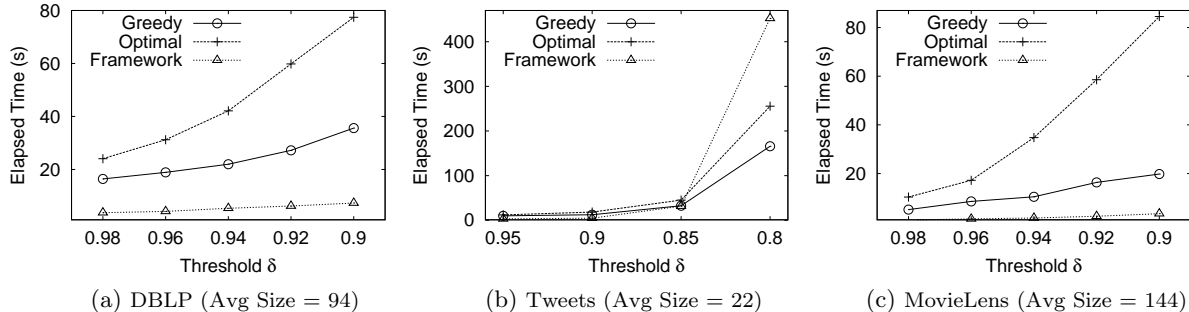 Elapsed Time (s)
80
60
40
20
Greedy
Optimal
Framework
0.98 0.96 0.94 0.92 0.9
Threshold δ
(a) DBLP (Avg Size = 94)
Elapsed Time (s)
400
300
200
100
0
Greedy
Optimal
Framework
0.95 0.9 0.85 0.8
Threshold δ
(b) Tweets (Avg Size = 22)
Elapsed Time (s)
80
60
40
20
Greedy
Optimal
Framework
0.98 0.96 0.94 0.92 0.9
Threshold δ
(c) MovieLens (Avg Size = 144)